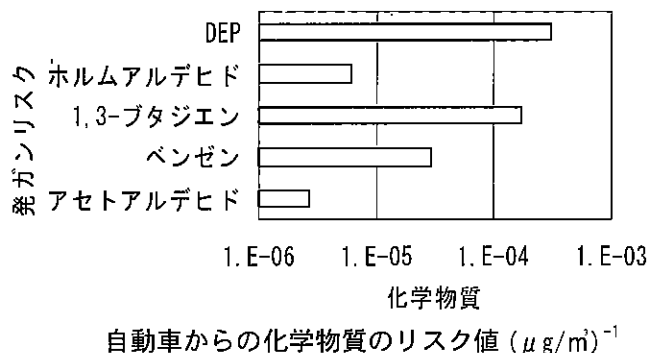 発ガンリスク
DEP
ホルムアルデヒド
1,3-ブタジエン
ベンゼン
アセトアルデヒド
1.E-06 1.E-05 1.E-04 1.E-03
化学物質
自動車からの化学物質のリスク値 (μg/㎥)⁻¹